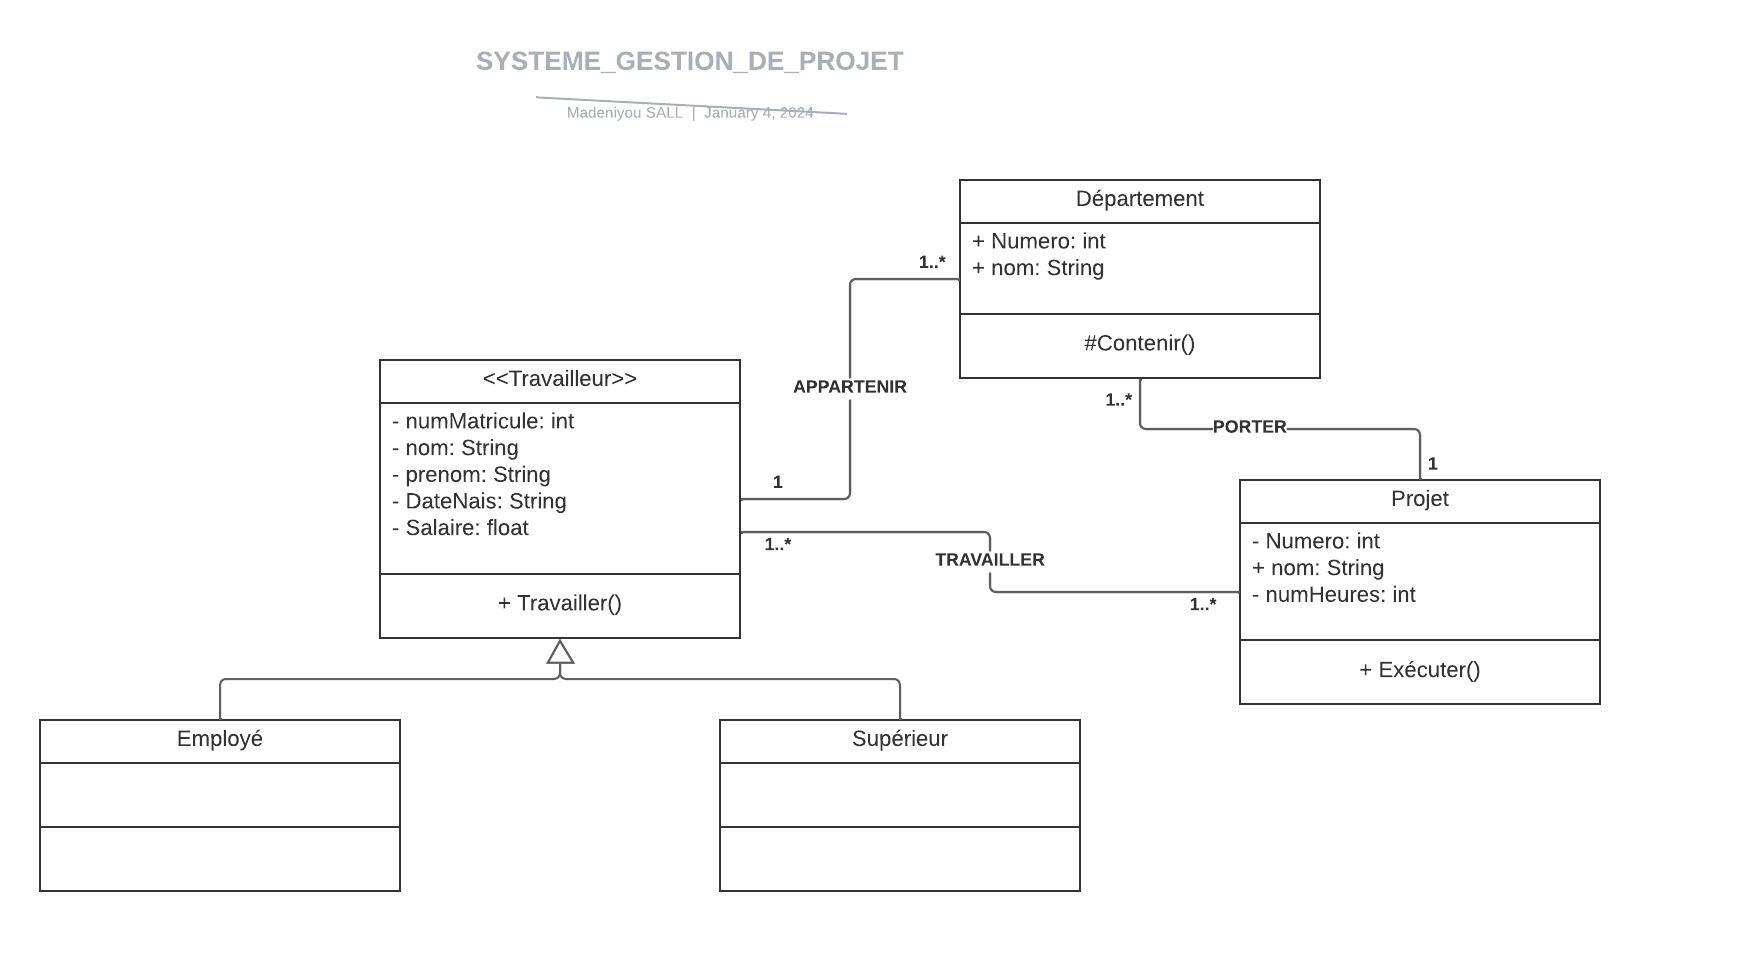 SYSTEME_GESTION_DE_PROJET
Madeniyou SALL | January 4, 2024
Département
+ Numero: int
+ nom: String
#Contenir()
1..*
APPARTENIR
1
<<Travailleur>>
- numMatricule: int
- nom: String
- prenom: String
- DateNais: String
- Salaire: float
+ Travailler()
1..*
PORTER
1
1..*
TRAVAILLER
1..*
Projet
- Numero: int
+ nom: String
- numHeures: int
+ Exécuter()
Employé
Supérieur